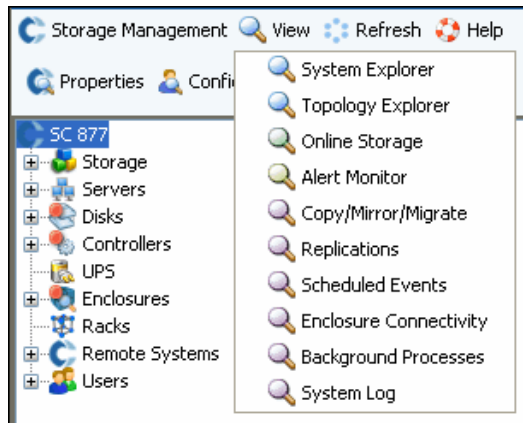 Storage Management View Refresh Help
Properties Confi
System Explorer
Topology Explorer
Online Storage
Alert Monitor
Copy/Mirror/Migrate
Replications
Scheduled Events
Enclosure Connectivity
Background Processes
System Log
SC 877
Storage
Servers
Disks
Controllers
UPS
Enclosures
Racks
Remote Systems
Users